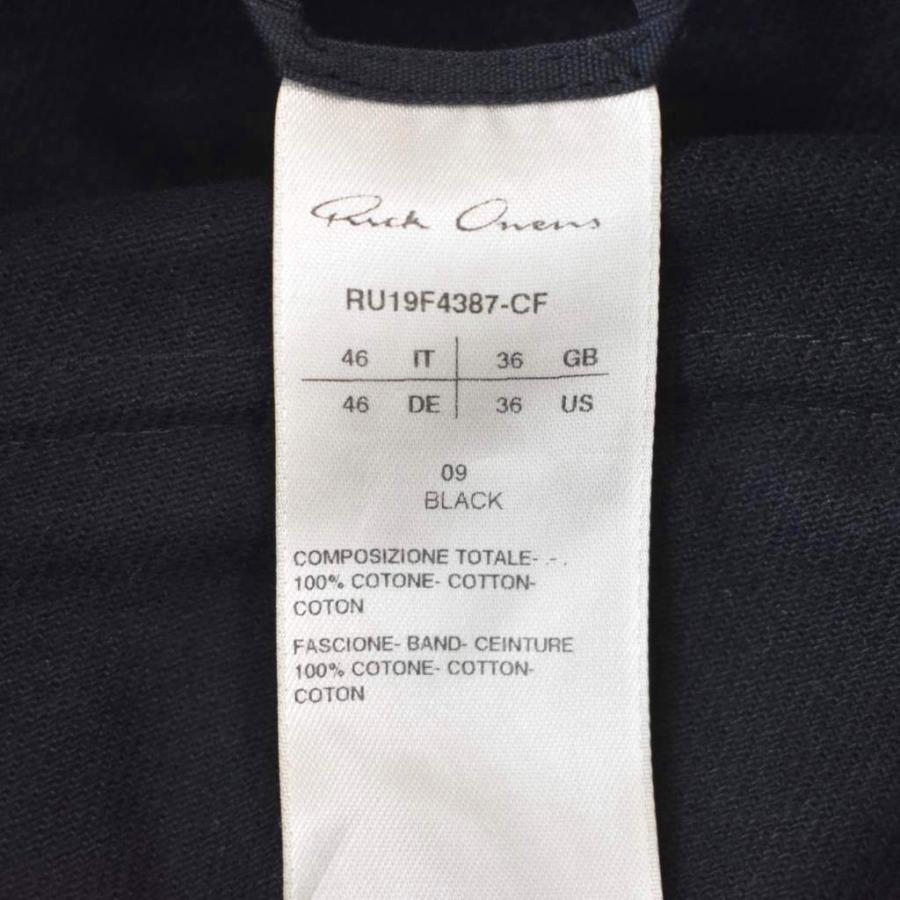 Rick Owens
RU19F4387-CF
46 IT 36 GB
46 DE 36 US
09
BLACK
COMPOSIZIONE TOTALE- - .
100% COTONE- COTTON-
COTON
FASCIONE- BAND- CEINTURE
100% COTONE- COTTON-
COTON